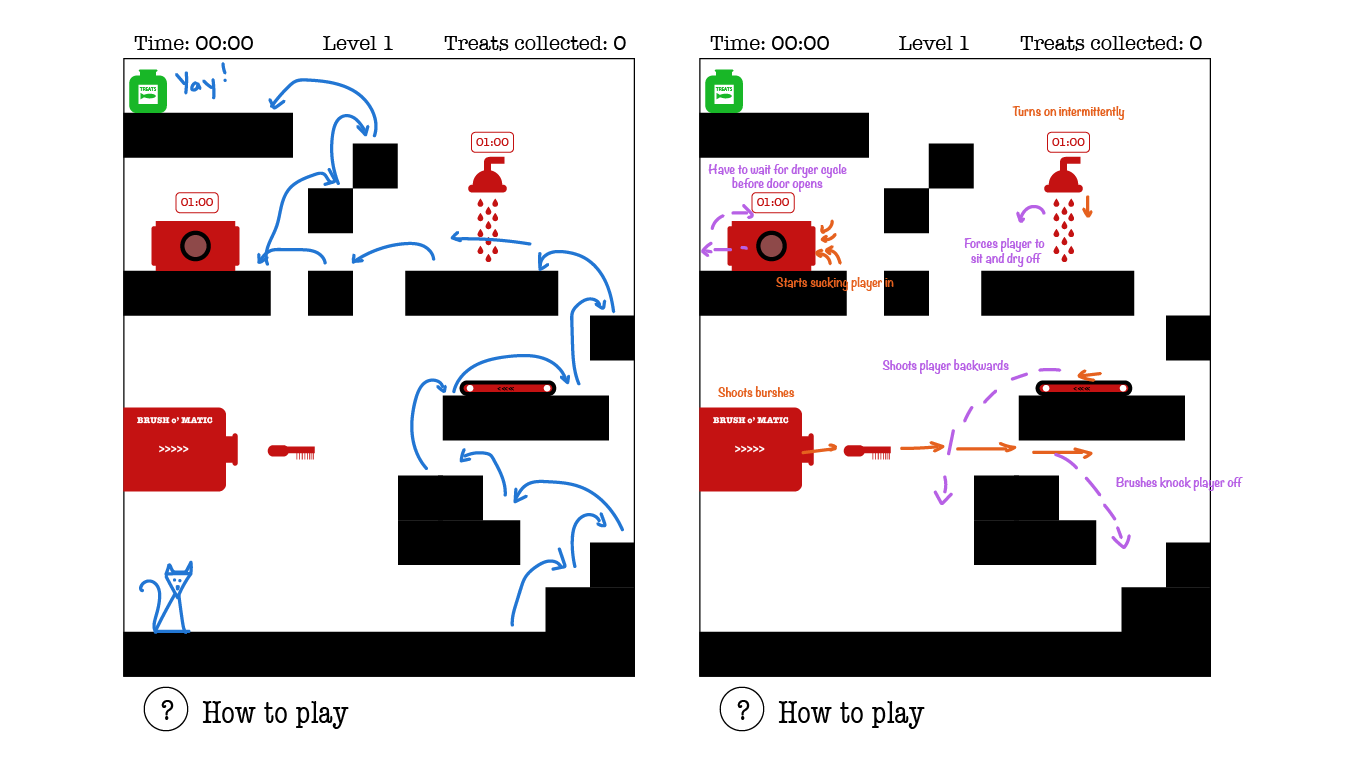 Time: 00:00 Level 1 Treats collected: 0
TREATS
Yay!
01:00
01:00
<<<
BRUSH o' MATIC
>>>>>
? How to play
Time: 00:00 Level 1 Treats collected: 0
TREATS
Turns on intermittently
01:00
Have to wait for dryer cycle
before door opens
01:00
Forces player to
sit and dry off
Starts sucking player in
Shoots player backwards
<<<
Shoots burshes
BRUSH o' MATIC
>>>>>
Brushes knock player off
? How to play